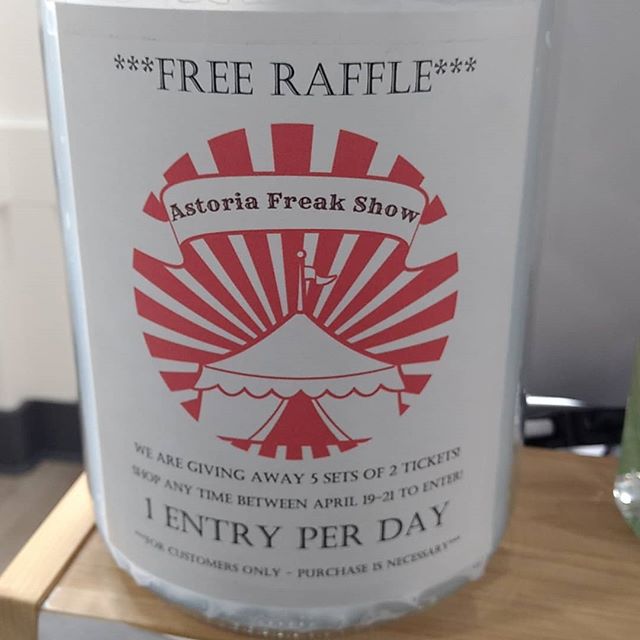 ***FREE RAFFLE***
Astoria Freak Show
WE ARE GIVING AWAY 5 SETS OF 2 TICKETS!
SHOP ANY TIME BETWEEN APRIL 19-21 TO ENTER!
1 ENTRY PER DAY
***FOR CUSTOMERS ONLY - PURCHASE IS NECESSARY***